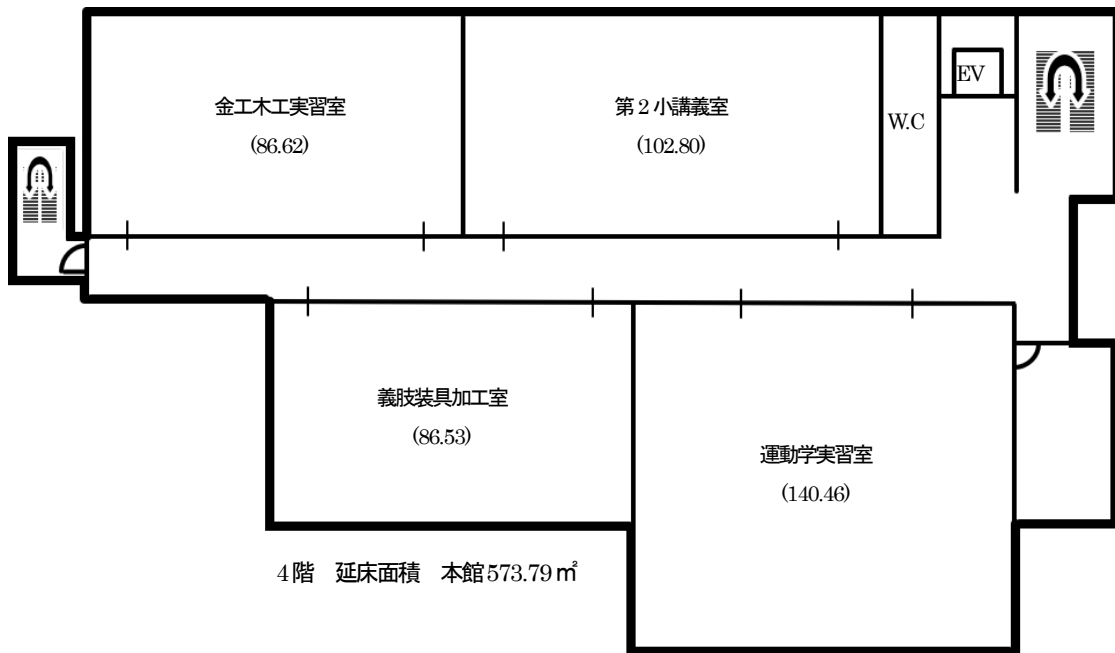 金工木工実習室
(86.62)
第2小講義室
(102.80)
W.C
EV
義肢装具加工室
(86.53)
運動学実習室
(140.46)
4階　延床面積　本館573.79㎡